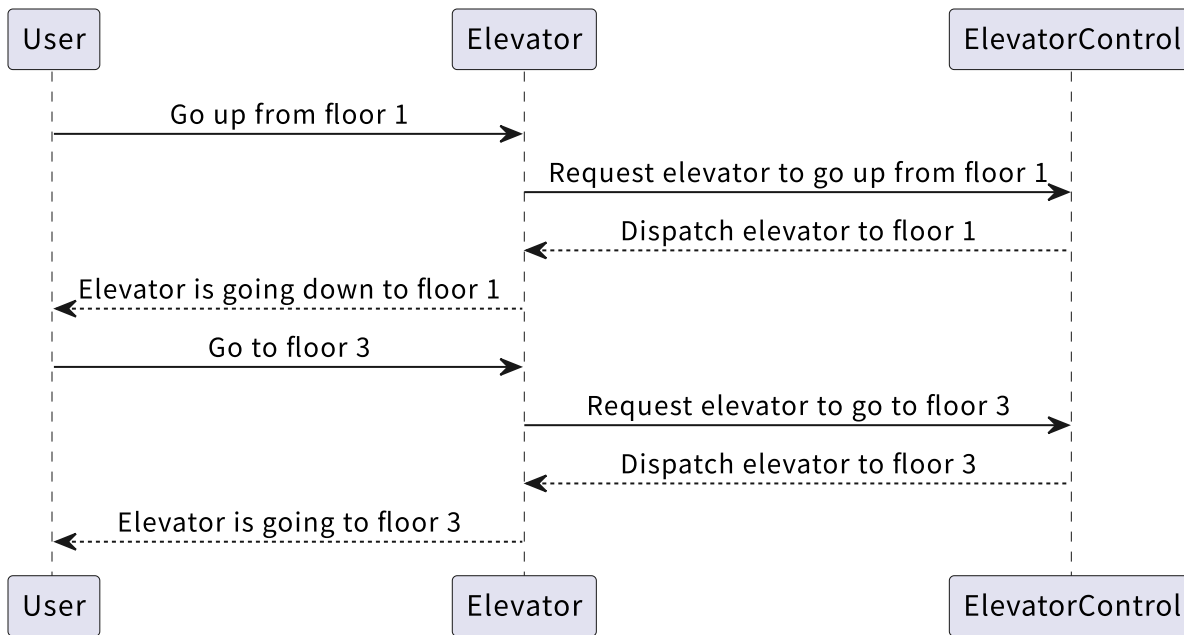 User Elevator ElevatorControl
Go up from floor 1
Request elevator to go up from floor 1
Dispatch elevator to floor 1
Elevator is going down to floor 1
Go to floor 3
Request elevator to go to floor 3
Dispatch elevator to floor 3
Elevator is going to floor 3
User Elevator ElevatorControl